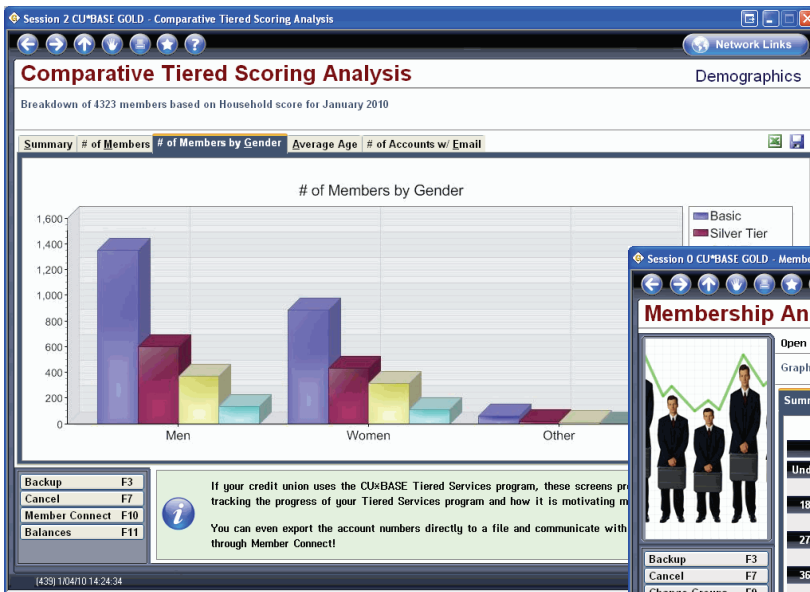 Session 2 CU*BASE GOLD - Comparative Tiered Scoring Analysis
Network Links
Comparative Tiered Scoring Analysis
Demographics
Breakdown of 4323 members based on Household score for January 2010
Summary # of Members # of Members by Gender Average Age # of Accounts w/ Email
# of Members by Gender
Basic
Silver Tier
1,600
1,400
1,200
1,000
800
600
400
200
0
Men Women Other
Backup F3
Cancel F7
Member Connect F10
Balances F11
If your credit union uses the CU*BASE Tiered Services program, these screens
tracking the progress of your Tiered Services program and how it is motivating
You can even export the account numbers directly to a file and communicate with
through Member Connect!
(439) 1/04/10 14:24:34
Session 0 CU*BASE GOLD -
Membership
Open
Backup F3
Cancel F7
Change Groups F9
18
27
36